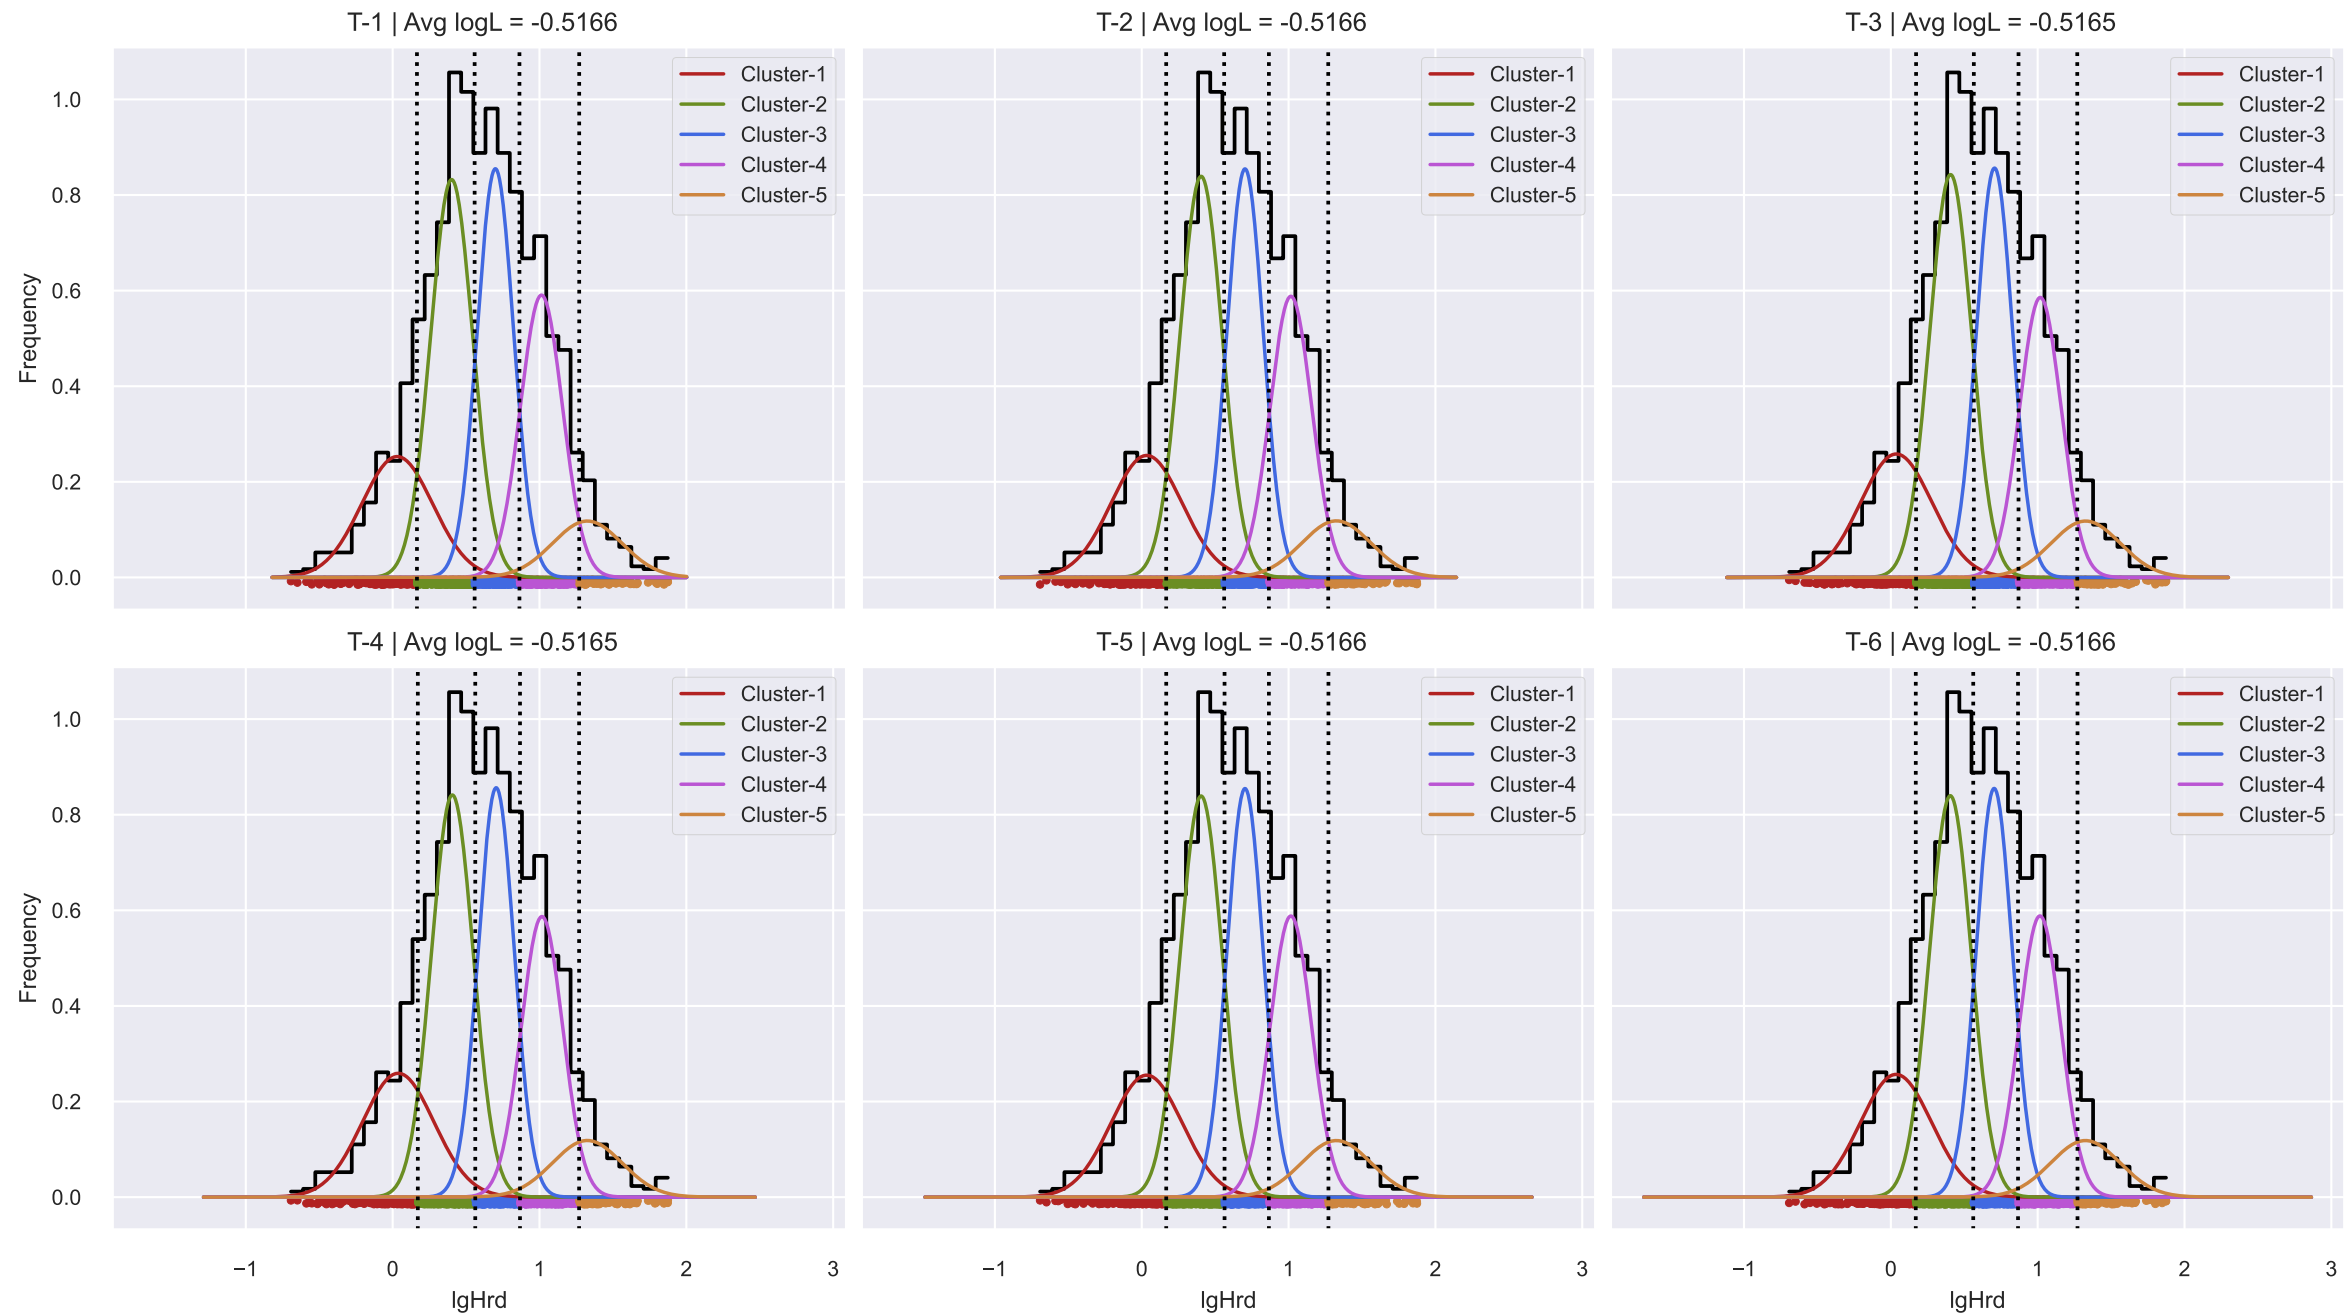 T-1 | Avg logL = -0.5166
T-2 | Avg logL = -0.5166
T-3 | Avg logL = -0.5165
Frequency
1.0
0.8
0.6
0.4
0.2
0.0
Cluster-1
Cluster-2
Cluster-3
Cluster-4
Cluster-5
Cluster-1
Cluster-2
Cluster-3
Cluster-4
Cluster-5
Cluster-1
Cluster-2
Cluster-3
Cluster-4
Cluster-5
T-4 | Avg logL = -0.5165
T-5 | Avg logL = -0.5166
T-6 | Avg logL = -0.5166
Frequency
1.0
0.8
0.6
0.4
0.2
0.0
Cluster-1
Cluster-2
Cluster-3
Cluster-4
Cluster-5
Cluster-1
Cluster-2
Cluster-3
Cluster-4
Cluster-5
Cluster-1
Cluster-2
Cluster-3
Cluster-4
Cluster-5
−1 0 1 2 3
−1 0 1 2 3
−1 0 1 2 3
lgHrd
lgHrd
lgHrd